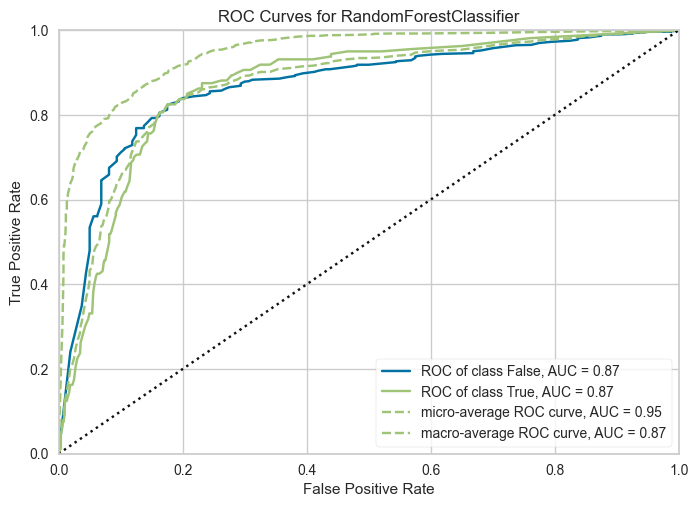 ROC Curves for RandomForestClassifier
1.0
0.8
0.6
0.4
0.2
0.0
True Positive Rate
ROC of class False, AUC = 0.87
ROC of class True, AUC = 0.87
micro-average ROC curve, AUC = 0.95
macro-average ROC curve, AUC = 0.87
0.0 0.2 0.4 0.6 0.8 1.0
False Positive Rate